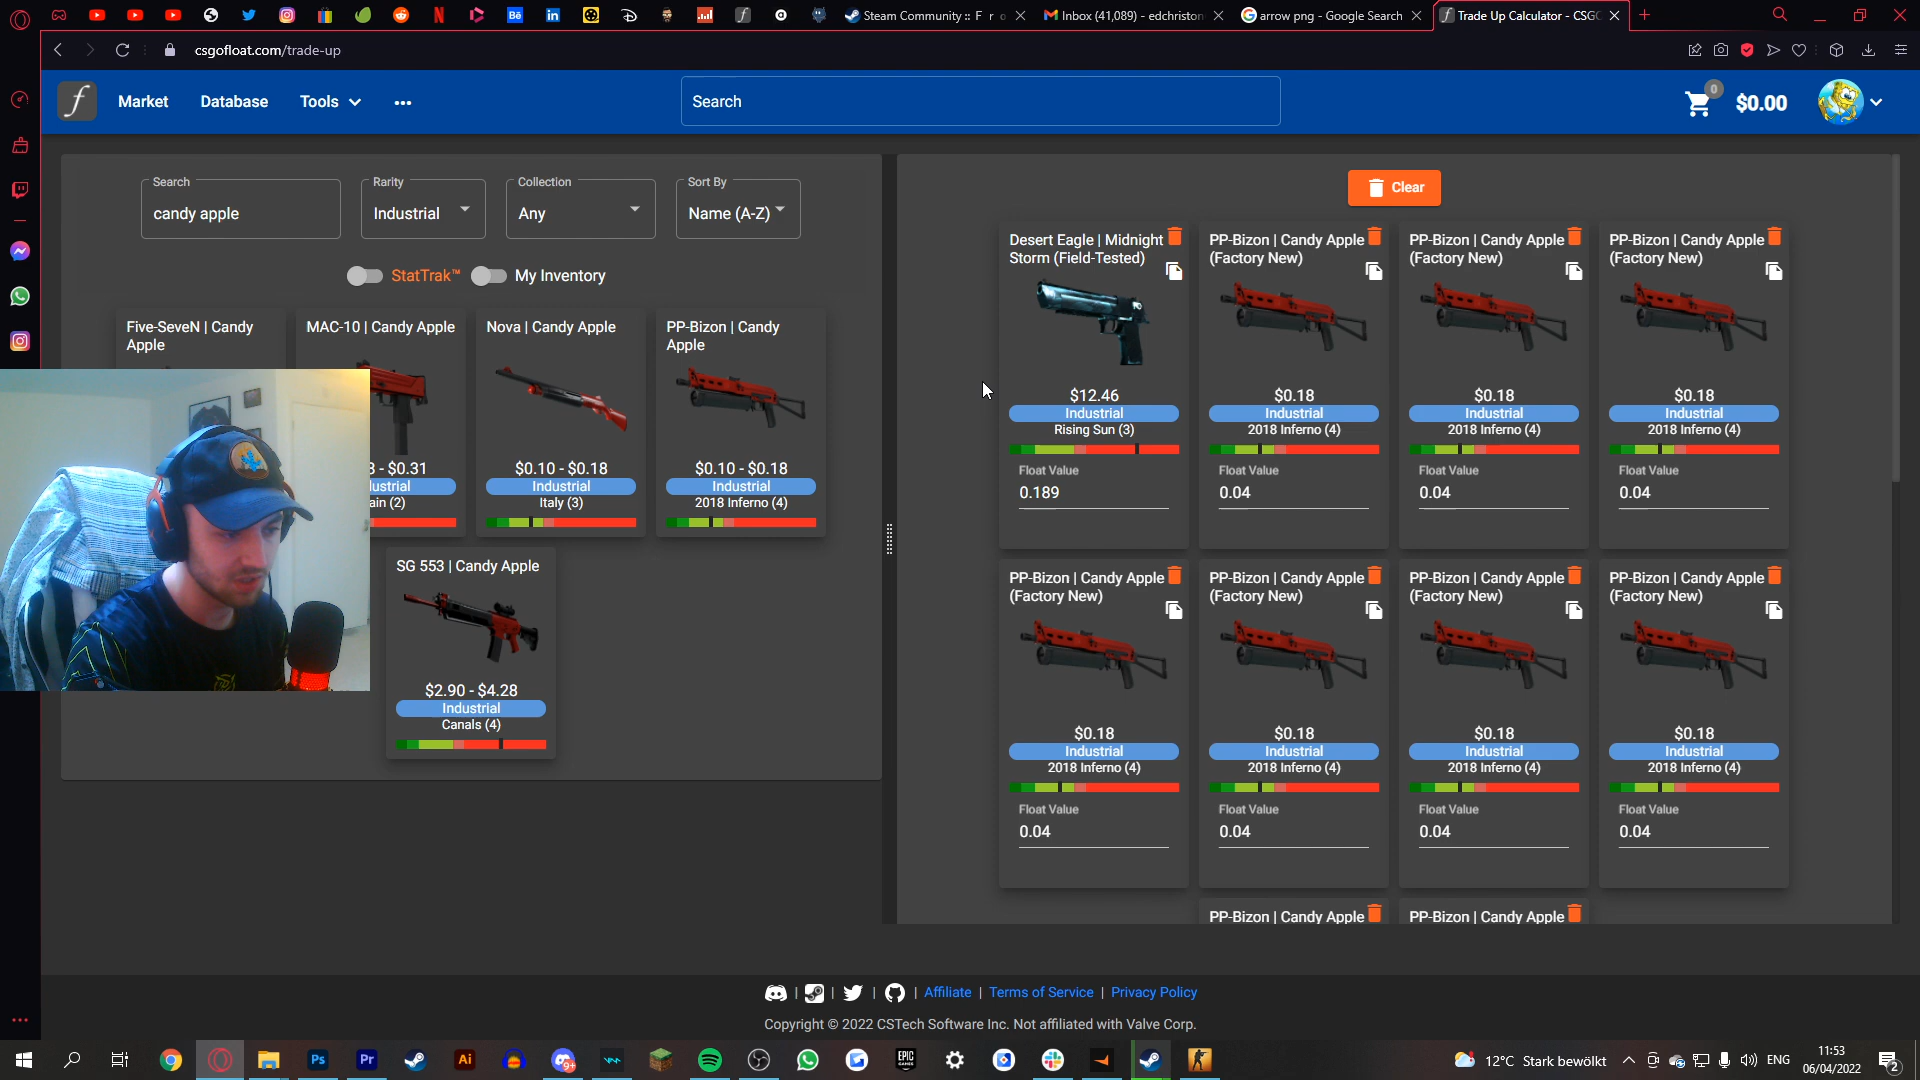 Steam Community :: F r o
Inbox (41,089) - edchriston
arrow png - Google Search
Trade Up Calculator - CSGO
csgofloat.com/trade-up
Market
Database
Tools
Search
0
$0.00
Search
candy apple
Rarity
Industrial
Collection
Any
Sort By
Name (A-Z)
StatTrak™
My Inventory
Five-SeveN | Candy
Apple
MAC-10 | Candy Apple
- $0.31
Nova | Candy Apple
$0.10 - $0.18
Industrial
Italy (3)
PP-Bizon | Candy
Apple
$0.10 - $0.18
Industrial
2018 Inferno (4)
SG 553 | Candy Apple
$2.90 - $4.28
Industrial
Canals (4)
Clear
Desert Eagle | Midnight
Storm (Field-Tested)
$12.46
Industrial
Rising Sun (3)
Float Value
0.189
PP-Bizon | Candy Apple
(Factory New)
$0.18
Industrial
2018 Inferno (4)
Float Value
0.04
PP-Bizon | Candy Apple
(Factory New)
$0.18
Industrial
2018 Inferno (4)
Float Value
0.04
PP-Bizon | Candy Apple
(Factory New)
$0.18
Industrial
2018 Inferno (4)
Float Value
0.04
PP-Bizon | Candy Apple
(Factory New)
$0.18
Industrial
2018 Inferno (4)
Float Value
0.04
PP-Bizon | Candy Apple
(Factory New)
$0.18
Industrial
2018 Inferno (4)
Float Value
0.04
PP-Bizon | Candy Apple
(Factory New)
$0.18
Industrial
2018 Inferno (4)
Float Value
0.04
PP-Bizon | Candy Apple
(Factory New)
$0.18
Industrial
2018 Inferno (4)
Float Value
0.04
PP-Bizon | Candy Apple
PP-Bizon | Candy Apple
| | | | Affiliate | Terms of Service | Privacy Policy
Copyright © 2022 CSTech Software Inc. Not affiliated with Valve Corp.
12°C Stark bewölkt
ENG
11:53
06/04/2022
2